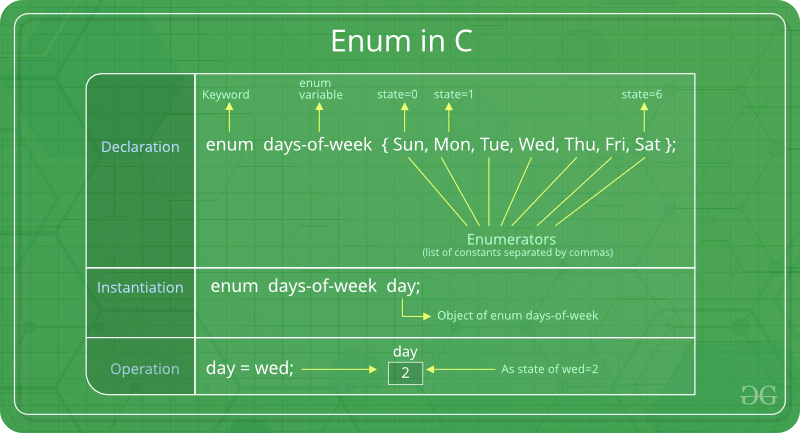 Enum in C
Keyword
enum
variable
state=0
state=1
state=6
Declaration
enum days-of-week { Sun, Mon, Tue, Wed, Thu, Fri, Sat };
Enumerators
(list of constants separated by commas)
Instantiation
enum days-of-week day;
Object of enum days-of-week
day
Operation
day = wed;
2
As state of wed=2
GG